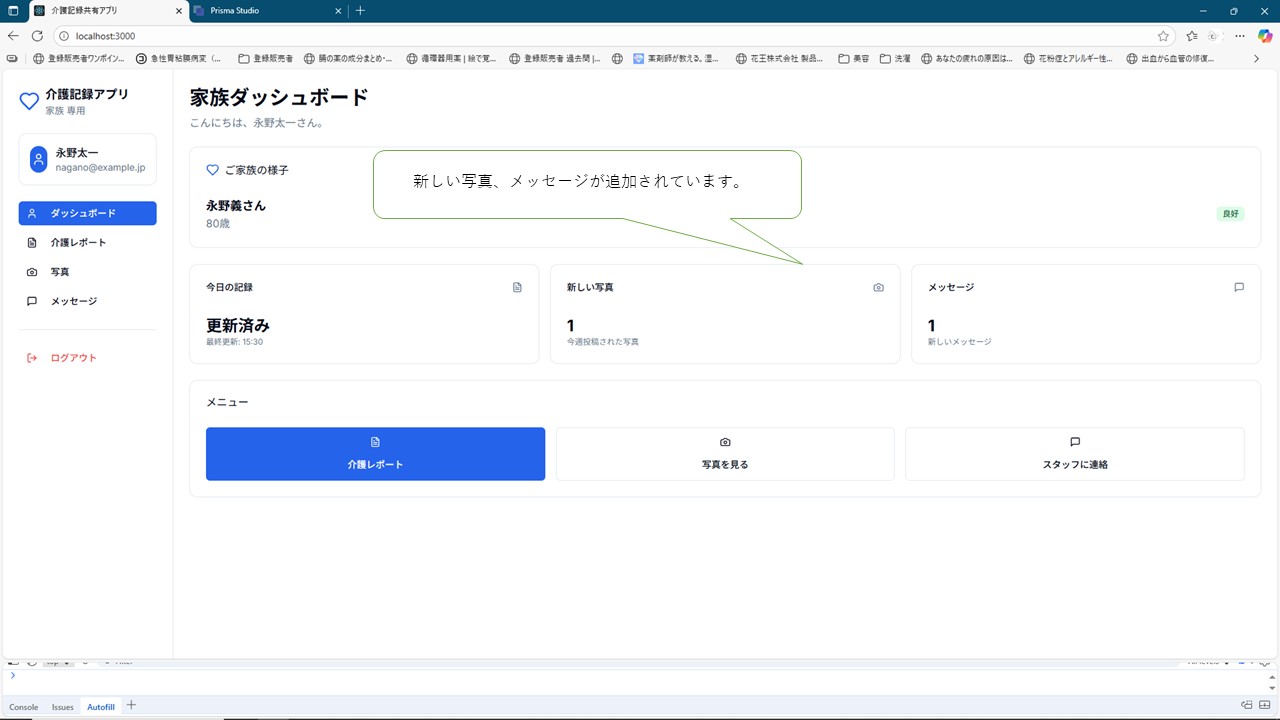 介護記録共有アプリ
Prisma Studio
localhost:3000
登録販売者ワンポイン...
急性胃粘膜病変（...
登録販売者
腸の薬の成分まとめ-...
循環器用薬 | 絵で覚...
登録販売者 過去問 |...
薬剤師が教える。湿...
花王株式会社 製品...
美容
洗濯
あなたの疲れの原因は...
花粉症とアレルギー性...
出血から血管の修復...
介護記録アプリ
家族 専用
永野太一
nagano@example.jp
ダッシュボード
介護レポート
写真
メッセージ
ログアウト
家族ダッシュボード
こんにちは、永野太一さん。
ご家族の様子
新しい写真、メッセージが追加されています。
永野義さん
80歳
良好
今日の記録
更新済み
最終更新: 15:30
新しい写真
1
今週投稿された写真
メッセージ
1
新しいメッセージ
メニュー
介護レポート
写真を見る
スタッフに連絡
Console
Issues
Autofill